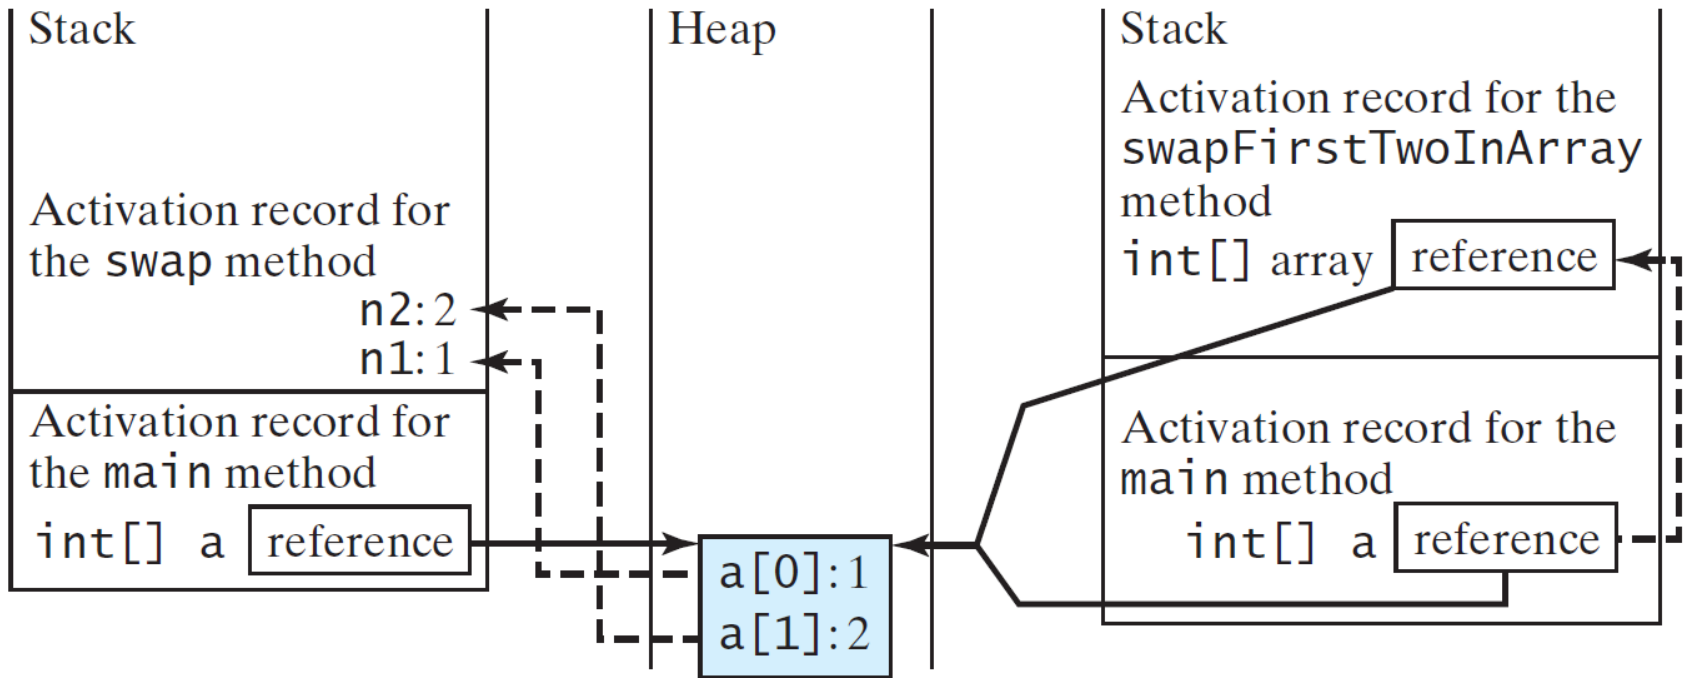 Stack
Activation record for
the swap method
n2: 2
n1: 1
Activation record for
the main method
int[] a reference
Heap
a[0]: 1
a[1]: 2
Stack
Activation record for the
swapFirstTwoInArray
method
int[] array reference
Activation record for the
main method
int[] a reference